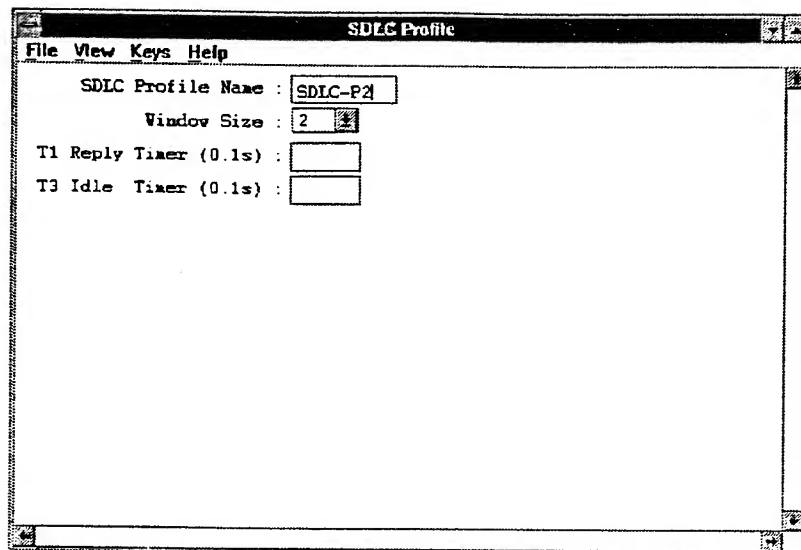 SDLC Profile
File View Keys Help
SDLC Profile Name : SDLC-P2
Window Size : 2
T1 Reply Timer (0.1s) :
T3 Idle Timer (0.1s) :